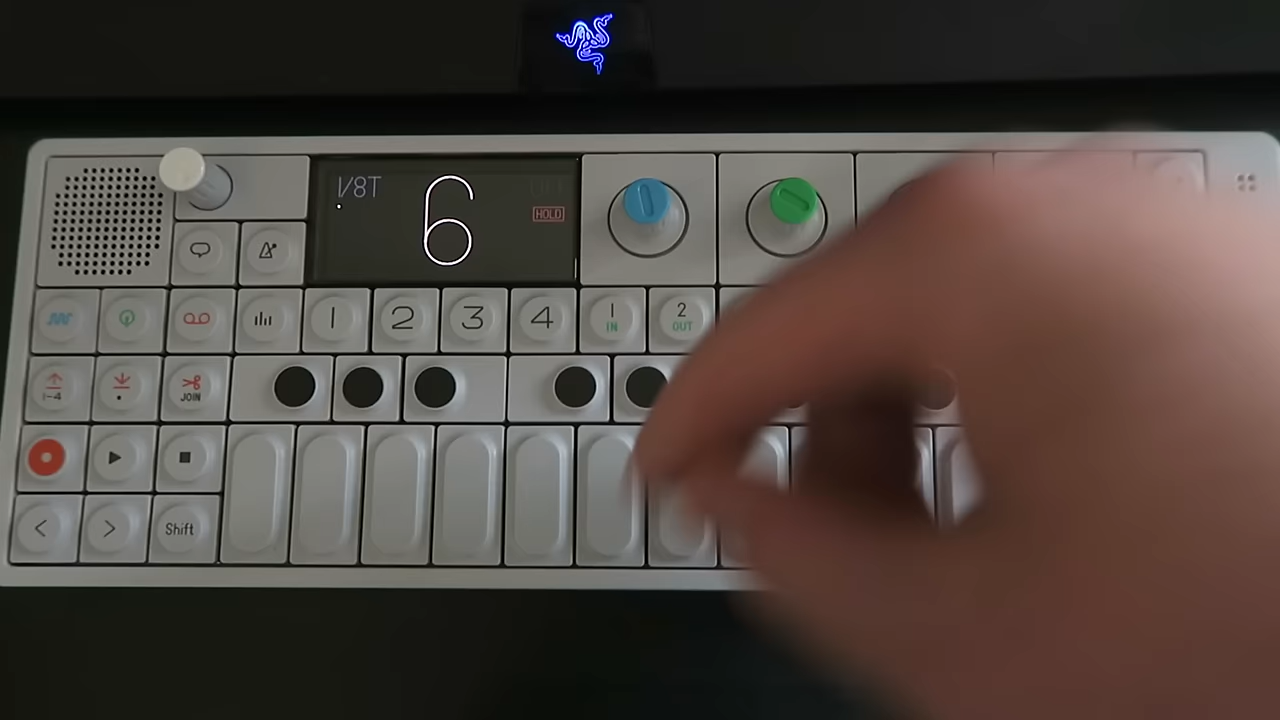 1/8T
6
HOLD
1 2 3 4 1 2
IN OUT
1-4
JOIN
Shift